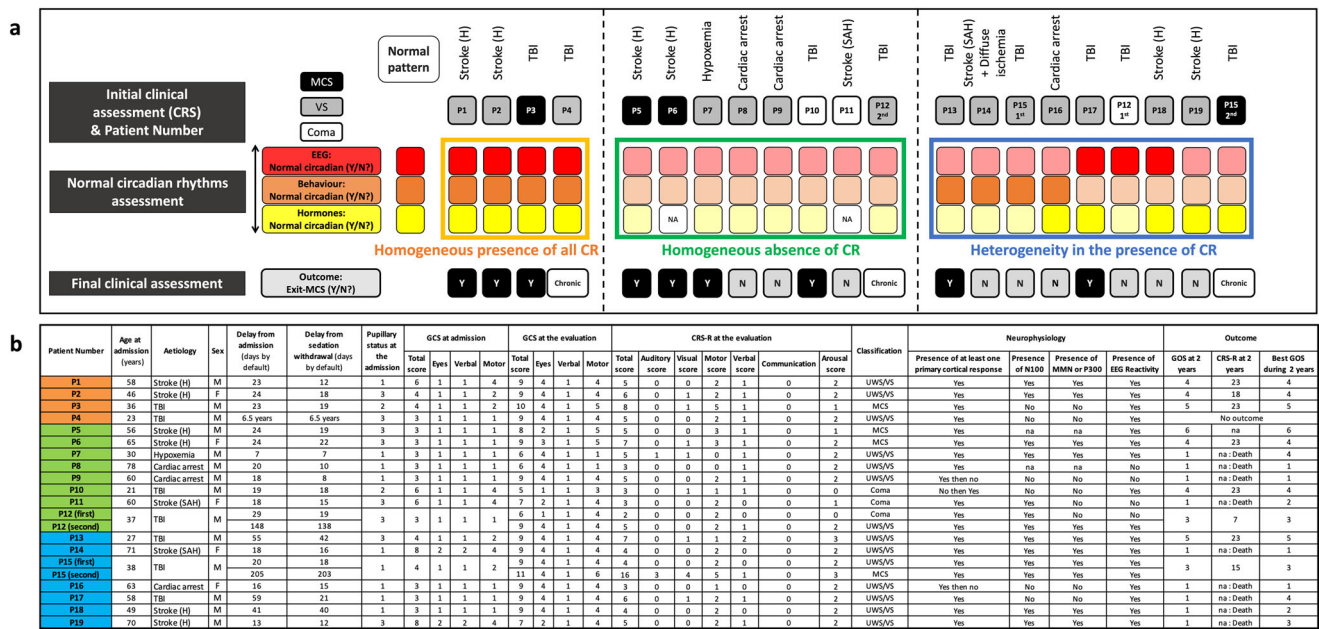 a
Initial clinical
assessment (CRS)
& Patient Number
MCS
VS
Coma
Normal
pattern
Stroke (H)
Stroke (H)
TBI
TBI
Stroke (H)
Stroke (H)
Hypoxemia
Cardiac arrest
Cardiac arrest
TBI
Stroke (SAH)
TBI
TBI
Stroke (SAH)
+ Diffuse
ischemia
TBI
Cardiac arrest
TBI
TBI
Stroke (H)
Stroke (H)
TBI
P1 P2 P3 P4 P5 P6 P7 P8 P9 P10 P11 P12 2nd P13 P14 P15 1st P16 P17 P12 1st P18 P19 P15 2nd
Normal circadian rhythms
assessment
EEG:
Normal circadian (Y/N?)
Behaviour:
Normal circadian (Y/N?)
Hormones:
Normal circadian (Y/N?)
NA NA
Homogeneous presence of all CR
Homogeneous absence of CR
Heterogeneity in the presence of CR
Final clinical assessment
Outcome:
Exit-MCS (Y/N?)
Y Y Y Chronic Y Y Y N N Y N Chronic Y N N N Y N N N Chronic
b
Patient Number
Age at
admission
(years)
Aetiology
Sex
Delay from
admission
(days by
default)
Delay from
sedation
withdrawal (days
by default)
Pupillary
status at
the
admission
GCS at admission
GCS at the evaluation
CRS-R at the evaluation
Classification
Neurophysiology
Outcome
Total score Eyes Verbal Motor
Total score Eyes Verbal Motor
Total score Auditory score Visual score Motor score Verbal score Communication Arousal score
Presence of at least one primary cortical response
Presence of N100
Presence of MMN or P300
Presence of EEG Reactivity
GOS at 2 years
CRS-R at 2 years
Best GOS during 2 years
P1 58 Stroke (H) M 23 12 1 6 1 1 4 9 4 1 4 5 0 0 2 1 0 2 UWS/VS Yes Yes Yes Yes 4 23 4
P2 46 Stroke (H) F 24 18 3 4 1 1 2 9 4 1 4 6 0 1 2 1 0 2 UWS/VS Yes Yes Yes Yes 4 18 4
P3 36 TBI M 23 19 2 4 1 1 2 10 4 1 5 8 0 1 5 1 0 1 MCS Yes No No Yes 5 23 5
P4 23 TBI M 6.5 years 6.5 years 3 3 1 1 1 9 4 1 4 5 0 0 2 1 0 2 UWS/VS Yes No No Yes No outcome
P5 56 Stroke (H) M 24 24 1 3 1 1 1 8 2 1 5 5 0 0 3 1 0 1 MCS Yes na na Yes 6 na 6
P6 65 Stroke (H) F 24 22 3 3 1 1 1 9 3 1 5 7 0 1 3 1 0 2 MCS Yes Yes Yes Yes 4 23 4
P7 30 Hypoxemia M 7 7 1 3 1 1 1 6 4 1 1 5 1 1 0 1 0 2 UWS/VS Yes Yes No Yes 1 na : Death 4
P8 78 Cardiac arrest M 20 10 1 3 1 1 1 6 4 1 1 3 0 0 0 1 0 2 UWS/VS Yes na na No 1 na : Death 1
P9 60 Cardiac arrest M 18 8 1 3 1 1 1 9 4 1 4 5 0 0 2 1 0 2 UWS/VS Yes then no No No No 1 na : Death 1
P10 21 TBI M 19 18 2 6 1 1 4 5 1 1 3 3 0 1 1 1 0 0 Coma No then Yes No No Yes 4 23 4
P11 60 Stroke (SAH) F 18 15 3 6 1 1 4 7 2 1 4 3 0 0 2 0 0 1 Coma Yes Yes No No 1 na : Death 2
P12 (first) 37 TBI M 29 19 3 3 1 1 1 6 1 1 4 2 0 0 2 0 0 0 Coma Yes Yes No No 3 7 3
P12 (second) 148 138 9 4 1 4 5 0 0 2 1 0 2 UWS/VS Yes Yes Yes Yes
P13 27 TBI M 55 42 3 4 1 1 2 9 4 1 4 7 0 1 1 2 0 3 UWS/VS Yes Yes Yes Yes 5 23 5
P14 71 Stroke (SAH) F 18 16 1 8 2 2 4 9 4 1 4 4 0 0 2 0 0 2 UWS/VS Yes Yes Yes Yes 1 na : Death 1
P15 (first) 38 TBI M 20 18 1 4 1 1 2 9 4 1 4 4 0 0 2 0 0 2 UWS/VS Yes No No Yes 3 15 3
P15 (second) 205 203 11 4 1 6 16 3 4 5 1 0 3 MCS Yes Yes Yes Yes
P16 63 Cardiac arrest F 16 15 1 3 1 1 1 9 4 1 4 3 0 0 1 0 0 2 UWS/VS Yes then no No No Yes 1 na : Death 1
P17 58 TBI M 59 21 1 3 1 1 1 9 4 1 4 6 0 1 2 1 0 2 UWS/VS Yes No No Yes 1 na : Death 4
P18 49 Stroke (H) M 41 40 1 3 1 1 1 9 4 1 4 4 0 0 2 0 0 2 UWS/VS Yes Yes Yes Yes 1 na : Death 2
P19 70 Stroke (H) M 13 12 3 8 2 2 4 7 2 1 4 5 0 0 2 1 0 2 UWS/VS Yes Yes Yes Yes 1 na : Death 3